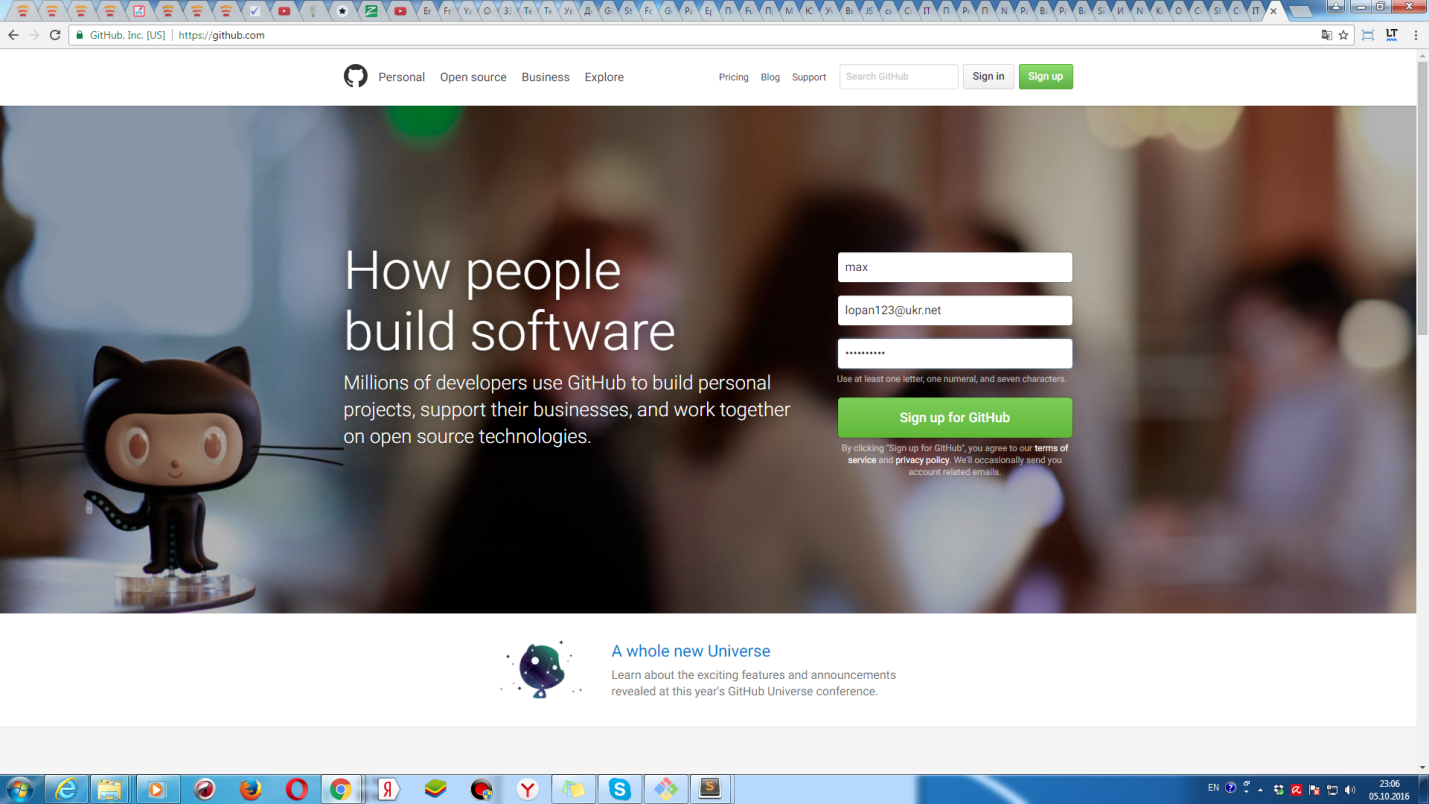 GitHub, Inc. [US] https://github.com
LT
Personal Open source Business Explore Pricing Blog Support Search GitHub Sign in Sign up
How people
build software
Millions of developers use GitHub to build personal
projects, support their businesses, and work together
on open source technologies.
max
lopan123@ukr.net
••••••••••
Use at least one letter, one numeral, and seven characters.
Sign up for GitHub
By clicking "Sign up for GitHub", you agree to our terms of
service and privacy policy. We'll occasionally send you
account related emails.
A whole new Universe
Learn about the exciting features and announcements
revealed at this year's GitHub Universe conference.
EN
23:06
05.10.2016